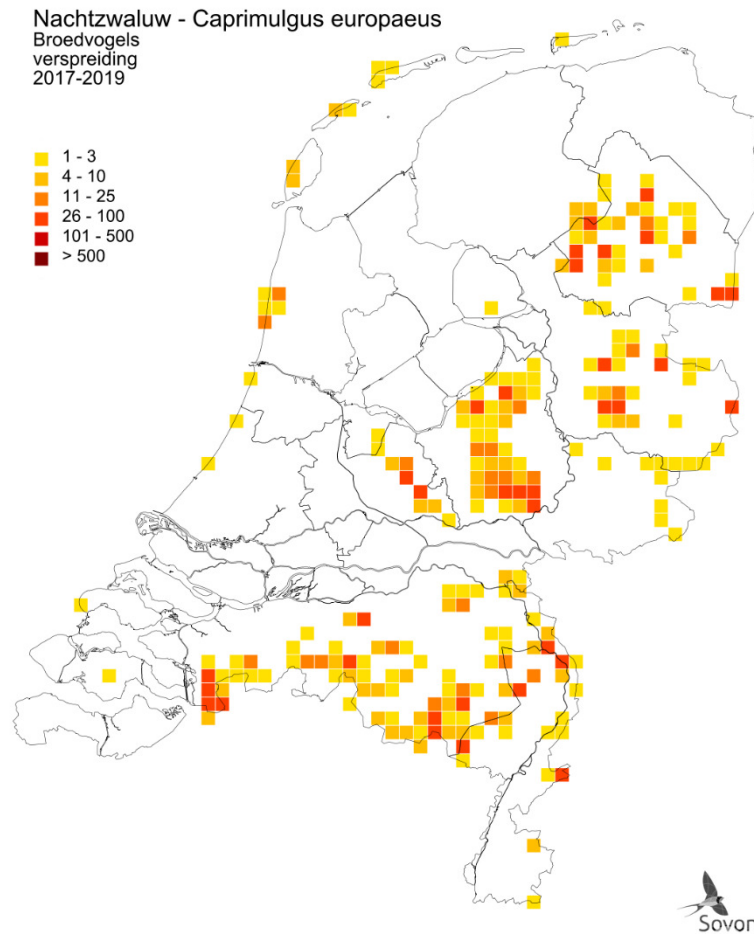 Nachtzwaluw - Caprimulgus europaeus
Broedvogels
verspreiding
2017-2019
1 - 3
4 - 10
11 - 25
26 - 100
101 - 500
> 500
Sovon